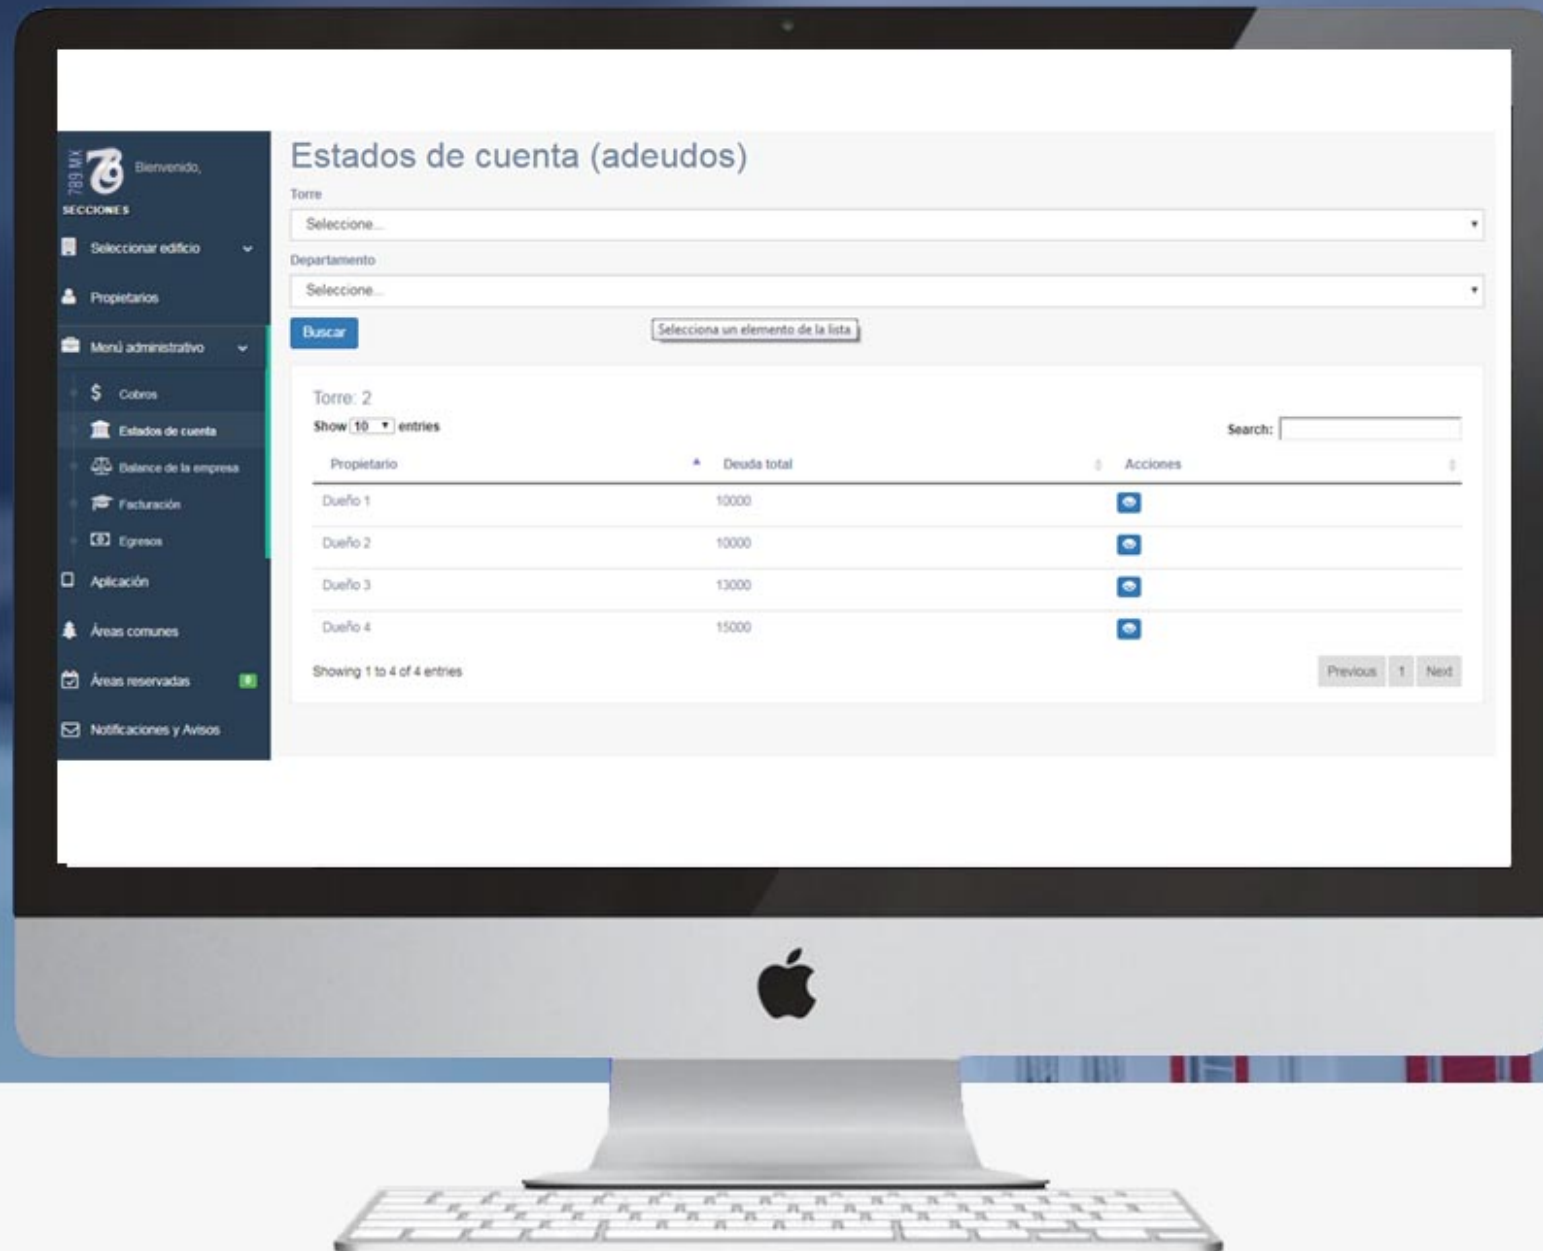 Estados de cuenta (adeudos)
789.MX
789
Bienvenido,
SECCIONES
Seleccionar edificio
Propietarios
Menú administrativo
$ Cobros
Estados de cuenta
Balance de la empresa
Facturación
Egresos
Aplicación
Áreas comunes
Áreas reservadas 0
Notificaciones y Avisos
Torre
Seleccione...
Departamento
Seleccione...
Buscar
Selecciona un elemento de la lista
Torre: 2
Show 10 entries
Search:
Propietario Deuda total Acciones
Dueño 1 10000
Dueño 2 10000
Dueño 3 13000
Dueño 4 15000
Showing 1 to 4 of 4 entries
Previous 1 Next